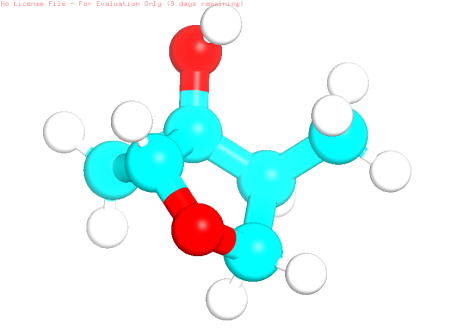 No License File - For Evaluation Only (9 days remaining)